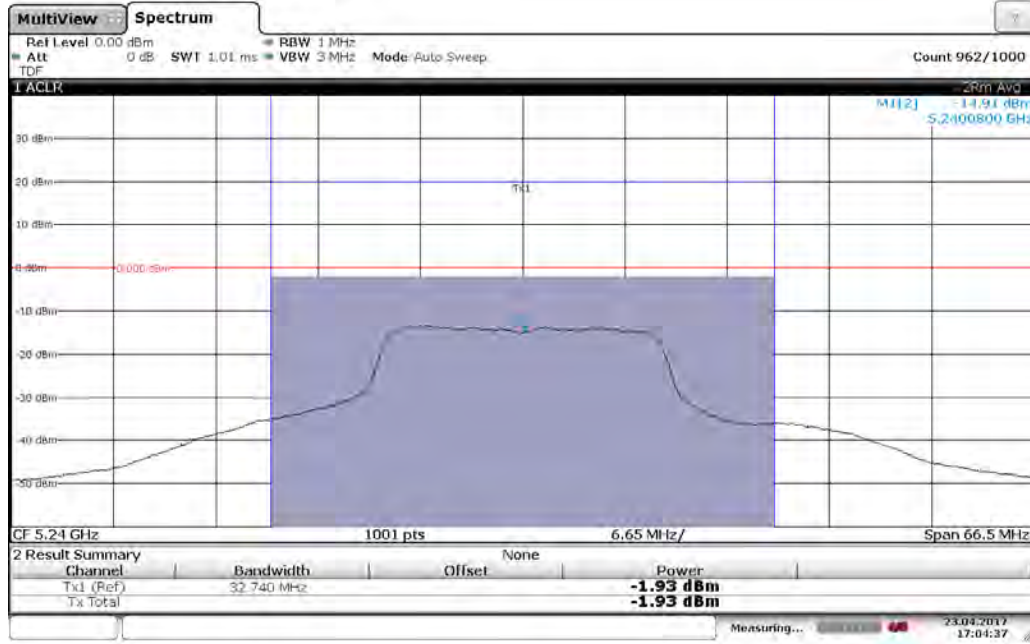 MultiView Spectrum
Ref Level 0.00 dBm RBW 1 MHz
Att 0 dB SWT 1.01 ms VBW 3 MHz Mode Auto Sweep Count 962/1000
TDF
1 ACLR 2Rm Avg
M1[2] -14.91 dBm
5.2400800 GHz
30 dBm
20 dBm
Tx1
10 dBm
0 dBm 0.000 dBm
-10 dBm
-20 dBm
-30 dBm
-40 dBm
-50 dBm
CF 5.24 GHz 1001 pts 6.65 MHz/ Span 66.5 MHz
2 Result Summary None
Channel Bandwidth Offset Power
Tx1 (Ref) 32.740 MHz -1.93 dBm
Tx Total -1.93 dBm
Measuring... 23.04.2017
17:04:37